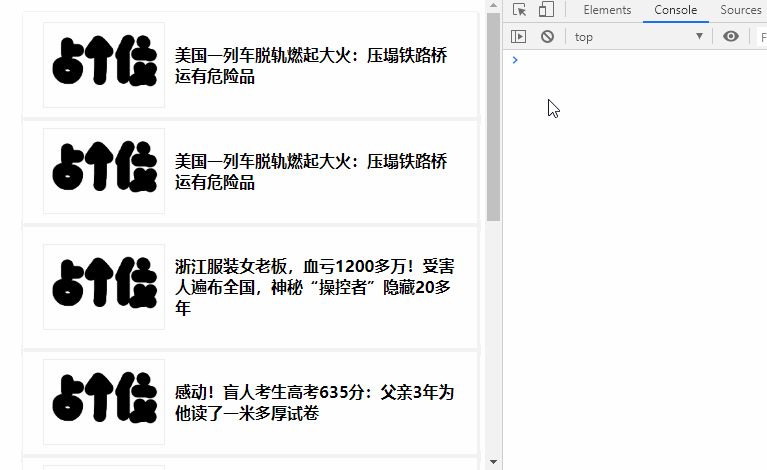 Elements Console Sources
top
占个位
美国一列车脱轨燃起大火：压塌铁路桥
运有危险品
占个位
美国一列车脱轨燃起大火：压塌铁路桥
运有危险品
占个位
浙江服装女老板，血亏1200多万！受害
人遍布全国，神秘“操控者”隐藏20多
年
占个位
感动！盲人考生高考635分：父亲3年为
他读了一米多厚试卷